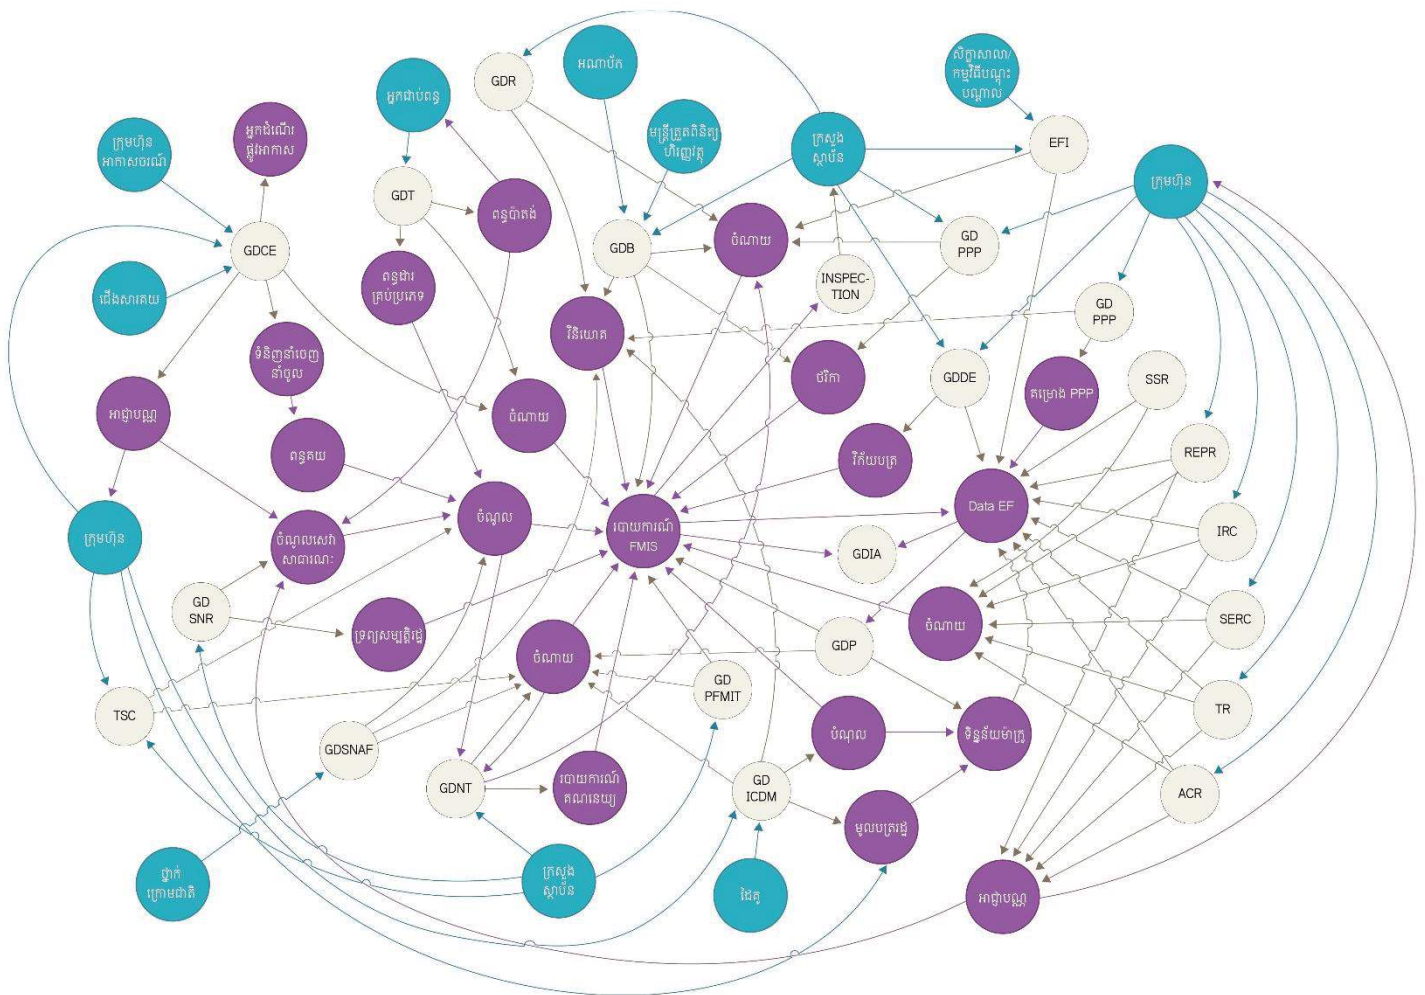 GDR
អណាប័ក
សិក្ខាសាលា/
កម្មវិធីបណ្តុះ
បណ្តាល
អ្នកជាប់ពន្ធ
ក្រុមហ៊ុន
អាកាសចរណ៍
អ្នកដំណើរ
ផ្លូវអាកាស
មន្ត្រីត្រួតពិនិត្យ
ហិរញ្ញវត្ថុ
ក្រសួង
ស្ថាប័ន
EFI
ក្រុមហ៊ុន
GDT
ពន្ធប៉ាតង់
GDCE
GDB
ចំណាយ
GD
PPP
INSPEC-
TION
ជើងសារគយ
ពន្ធដារ
គ្រប់ប្រភេទ
GD
PPP
វិនិយោគ
ទំនិញនាំចេញ
នាំចូល
ថវិកា
GDDE
គម្រោង PPP
SSR
អាជ្ញាបណ្ណ
ចំណាយ
ពន្ធគយ
វិក័យបត្រ
REPR
ចំណូល
Data EF
ក្រុមហ៊ុន
ចំណូលសេវា
សាធារណៈ
របាយការណ៍
FMIS
GDIA
IRC
GD
SNR
ទ្រព្យសម្បត្តិរដ្ឋ
ចំណាយ
GDP
ចំណាយ
SERC
TSC
GD
PFMIT
GDSNAF
បំណុល
ទិន្នន័យម៉ាក្រូ
TR
GDNT
របាយការណ៍
គណនេយ្យ
GD
ICDM
មូលបត្ររដ្ឋ
ACR
ថ្នាក់
ក្រោមជាតិ
ក្រសួង
ស្ថាប័ន
ដៃគូ
អាជ្ញាបណ្ណ